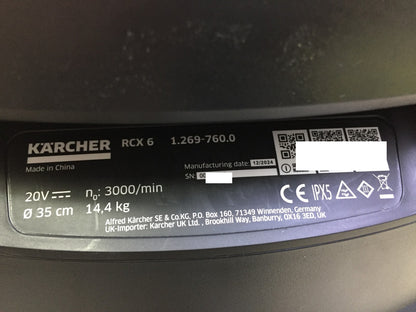 KÄRCHER RCX 6 1.269-760.0
Made in China
Manufacturing date: 12/2024
SN: 00
20V n₀: 3000/min
Ø 35 cm 14,4 kg
CE IPX5
Alfred Kärcher SE & Co.KG, P.O. Box 160, 71349 Winnenden, Germany
UK-Importer: Karcher UK Ltd., Brookhill Way, Banbury, OX16 3ED, UK